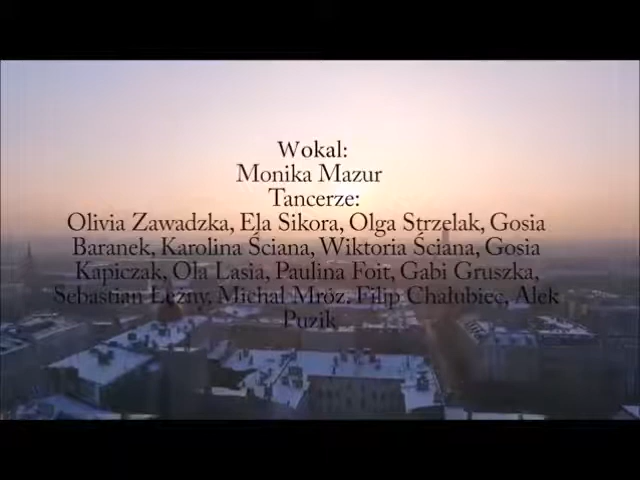 Wokal:
Monika Mazur
Tancerze:
Olivia Zawadzka, Ela Sikora, Olga Strzelak, Gosia
Baranek, Karolina Ściana, Wiktoria Ściana, Gosia
Kapiczak, Ola Lasia, Paulina Foit, Gabi Gruszka,
Sebastian Łeżny, Michał Mróz, Filip Chałubiec, Alek
Puzik